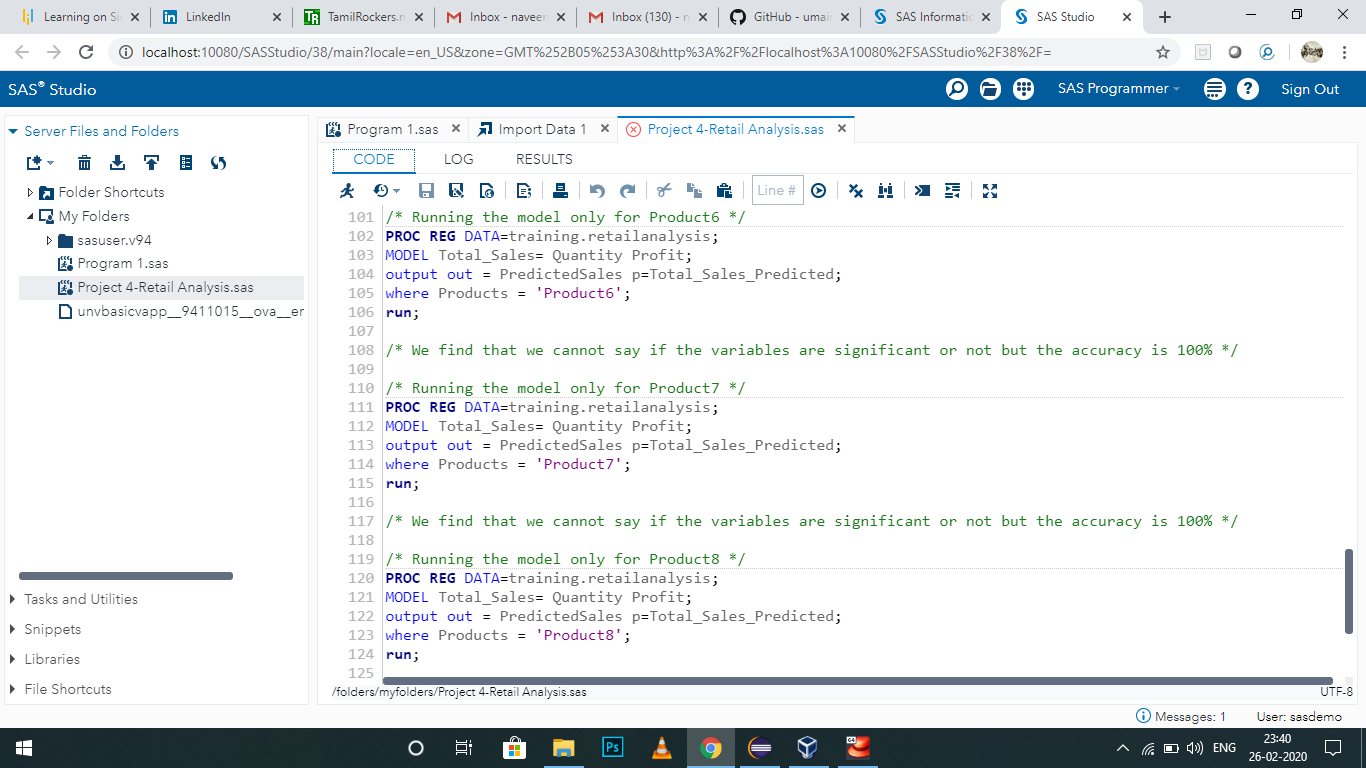 Learning on Si
LinkedIn
TamilRockers.n
Inbox - naveen
Inbox (130) - n
GitHub - umai
SAS Informatic
SAS Studio
localhost:10080/SASStudio/38/main?locale=en_US&zone=GMT%252B05%253A30&http%3A%2F%2Flocalhost%3A10080%2FSASStudio%2F38%2F=
SAS® Studio
SAS Programmer
Sign Out
Server Files and Folders
Folder Shortcuts
My Folders
sasuser.v94
Program 1.sas
Project 4-Retail Analysis.sas
unvbasicvapp__9411015__ova__er
Tasks and Utilities
Snippets
Libraries
File Shortcuts
Program 1.sas
Import Data 1
Project 4-Retail Analysis.sas
CODE LOG RESULTS
Line #
101 /* Running the model only for Product6 */
102 PROC REG DATA=training.retailanalysis;
103 MODEL Total_Sales= Quantity Profit;
104 output out = PredictedSales p=Total_Sales_Predicted;
105 where Products = 'Product6';
106 run;
107
108 /* We find that we cannot say if the variables are significant or not but the accuracy is 100% */
109
110 /* Running the model only for Product7 */
111 PROC REG DATA=training.retailanalysis;
112 MODEL Total_Sales= Quantity Profit;
113 output out = PredictedSales p=Total_Sales_Predicted;
114 where Products = 'Product7';
115 run;
116
117 /* We find that we cannot say if the variables are significant or not but the accuracy is 100% */
118
119 /* Running the model only for Product8 */
120 PROC REG DATA=training.retailanalysis;
121 MODEL Total_Sales= Quantity Profit;
122 output out = PredictedSales p=Total_Sales_Predicted;
123 where Products = 'Product8';
124 run;
125
/folders/myfolders/Project 4-Retail Analysis.sas
UTF-8
Messages: 1
User: sasdemo
Ps
64
ENG
23:40
26-02-2020